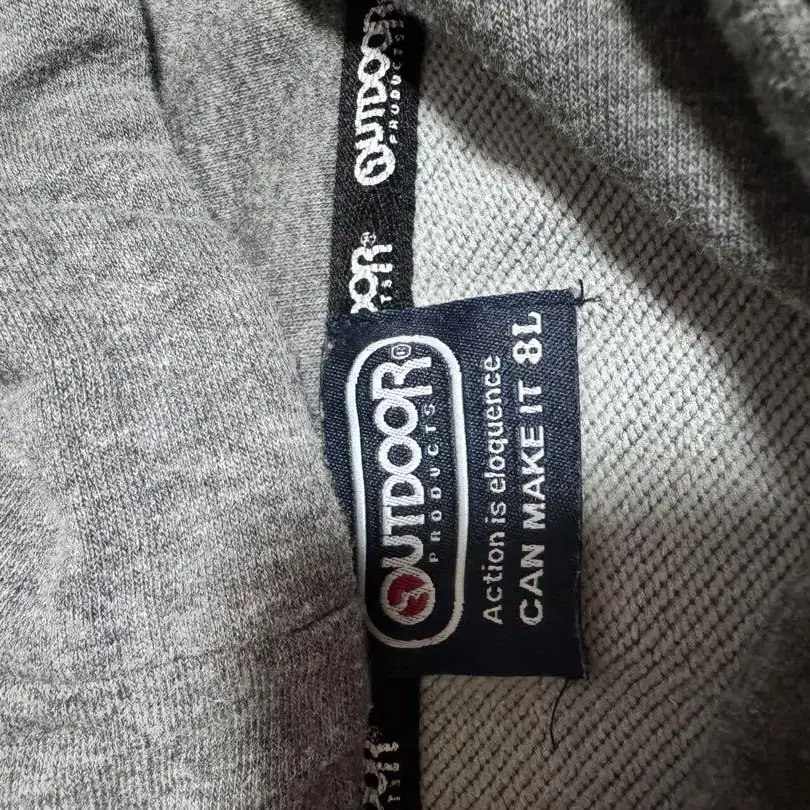 OUTDOOR®
PRODUCTS
OUTDOOR®
PRODUCTS
Action is eloquence
CAN MAKE IT 8L